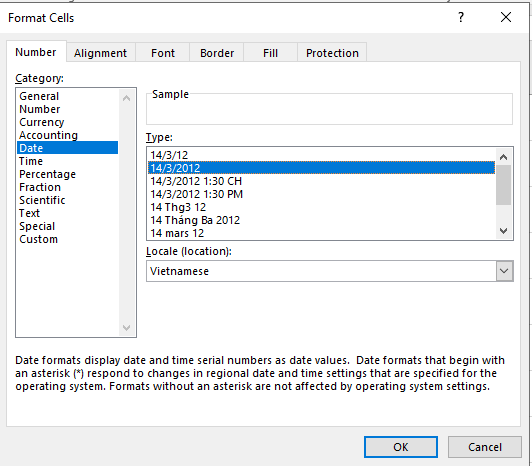 Format Cells
?
Number
Alignment
Font
Border
Fill
Protection
Category:
General
Number
Currency
Accounting
Date
Time
Percentage
Fraction
Scientific
Text
Special
Custom
Sample
Type:
14/3/12
14/3/2012
14/3/2012 1:30 CH
14/3/2012 1:30 PM
14 Thg3 12
14 Tháng Ba 2012
14 mars 12
Locale (location):
Vietnamese
Date formats display date and time serial numbers as date values.  Date formats that begin with
an asterisk (*) respond to changes in regional date and time settings that are specified for the
operating system. Formats without an asterisk are not affected by operating system settings.
OK
Cancel